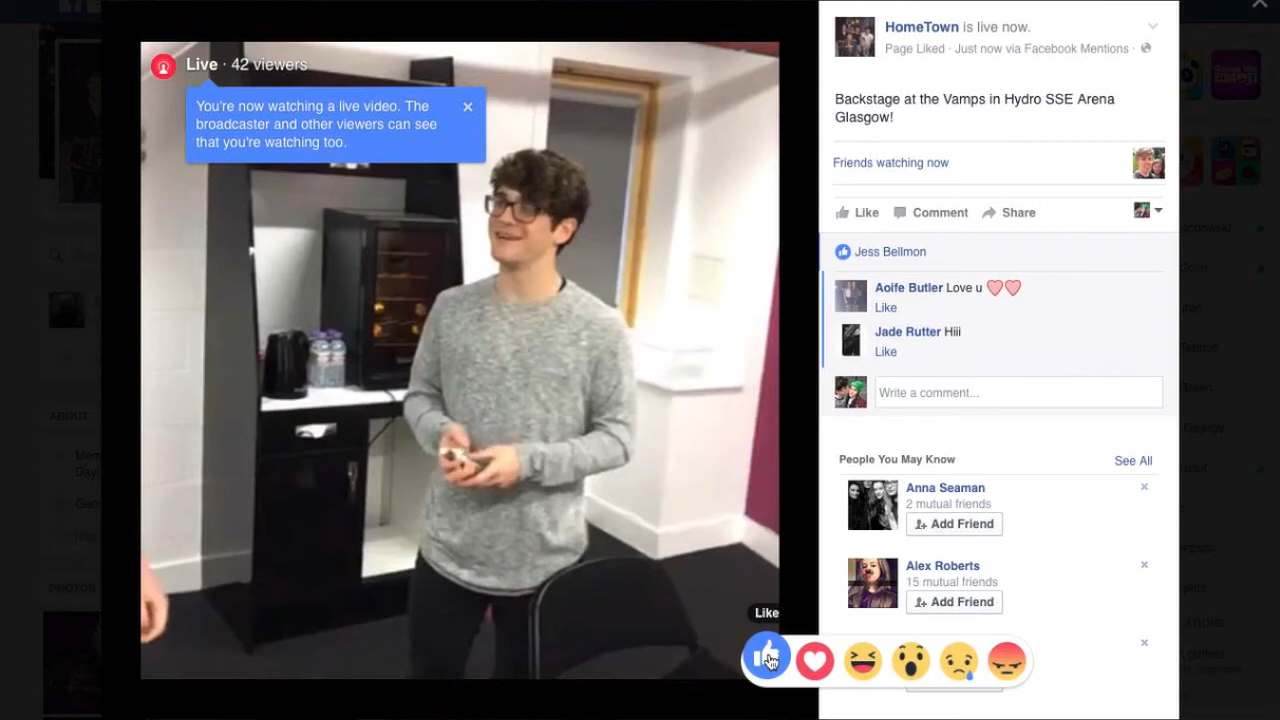 Live · 42 viewers
You're now watching a live video. The
broadcaster and other viewers can see
that you're watching too.
×
HomeTown is live now.
Page Liked · Just now via Facebook Mentions ·
Backstage at the Vamps in Hydro SSE Arena
Glasgow!
Friends watching now
Like Comment Share
Jess Bellmon
Aoife Butler Love u
Like
Jade Rutter Hiii
Like
Write a comment...
People You May Know See All
Anna Seaman
2 mutual friends
Add Friend
Alex Roberts
15 mutual friends
Add Friend
Like
ABOUT
PHOTOS